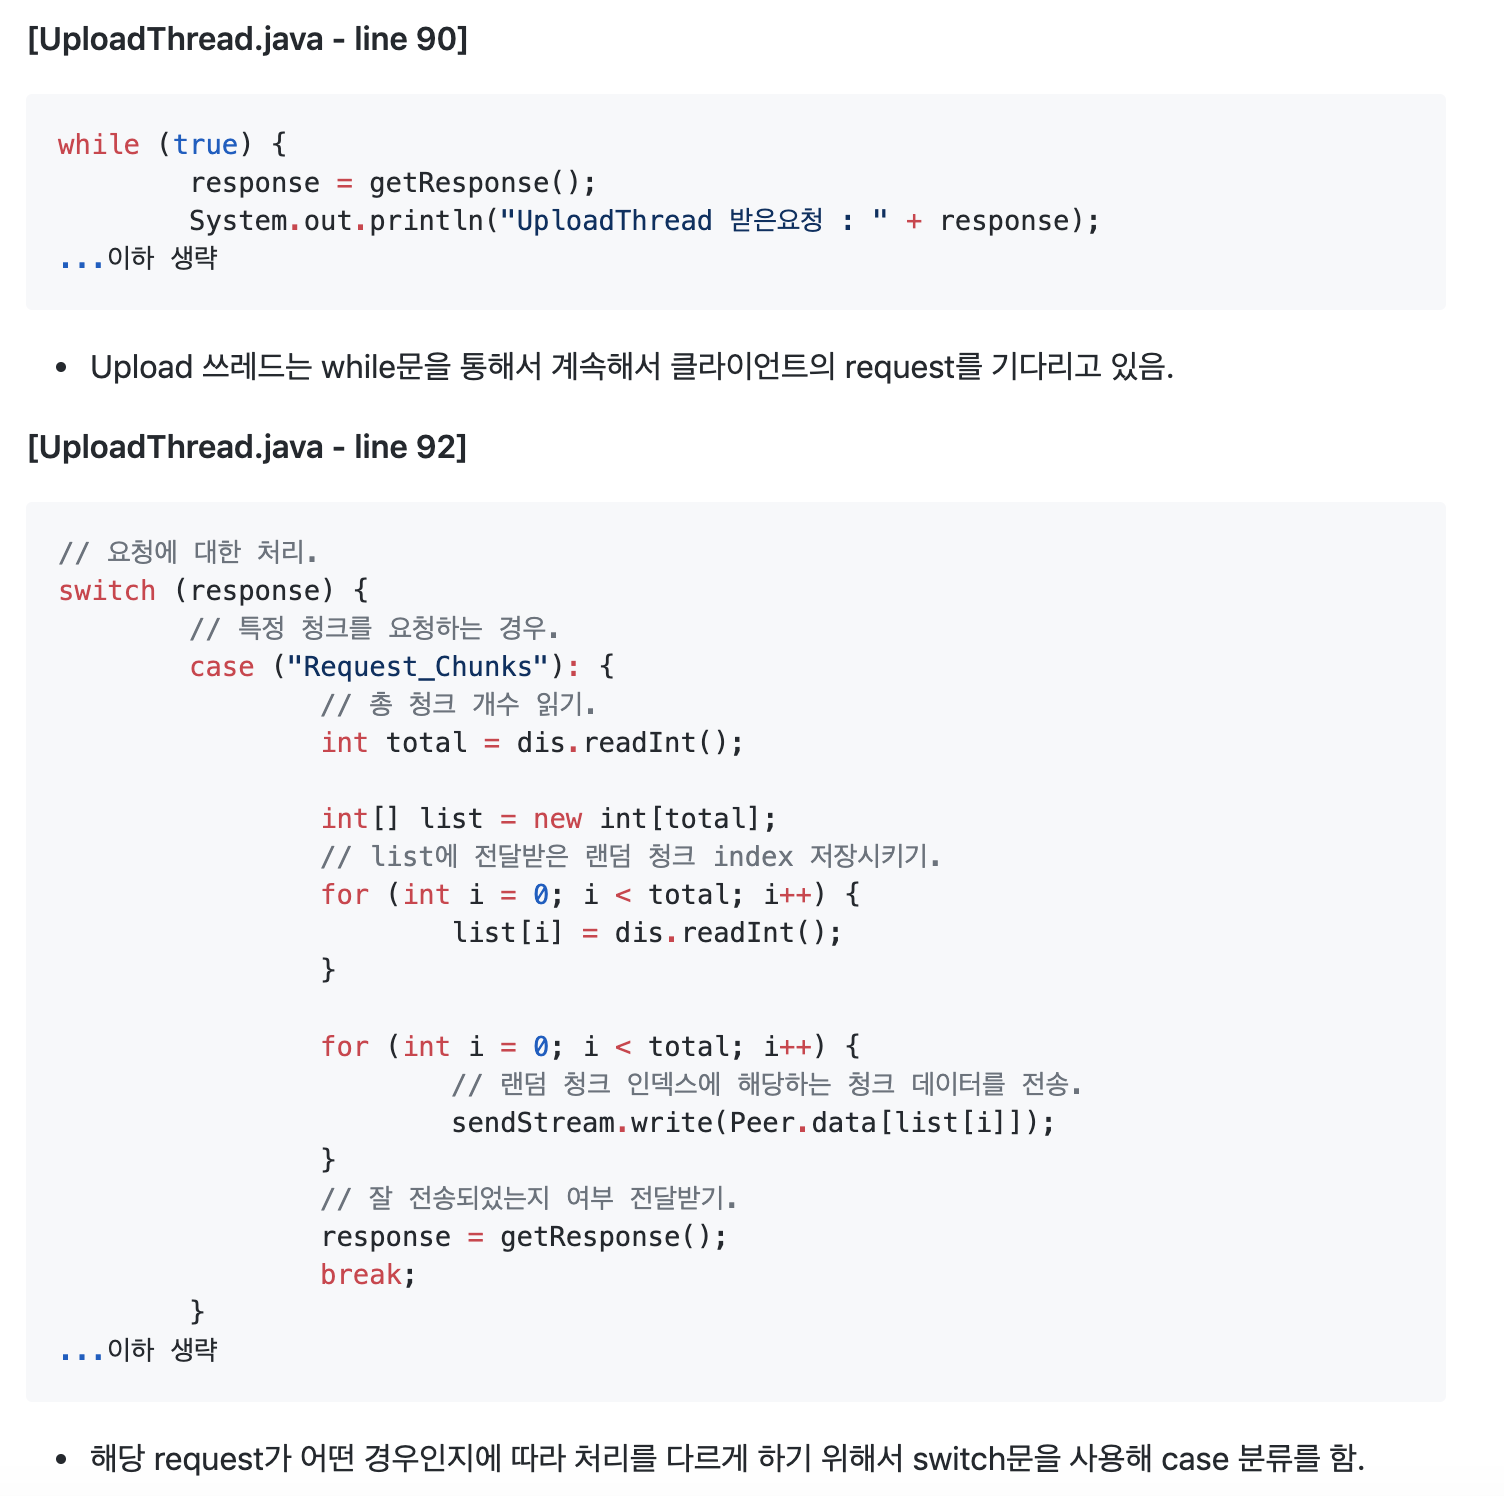 [UploadThread.java - line 90]
while (true) {
        response = getResponse();
        System.out.println("UploadThread 받은요청 : " + response);
...이하 생략
• Upload 쓰레드는 while문을 통해서 계속해서 클라이언트의 request를 기다리고 있음.
[UploadThread.java - line 92]
// 요청에 대한 처리.
switch (response) {
        // 특정 청크를 요청하는 경우.
        case ("Request_Chunks"): {
                // 총 청크 개수 읽기.
                int total = dis.readInt();
                int[] list = new int[total];
                // list에 전달받은 랜덤 청크 index 저장시키기.
                for (int i = 0; i < total; i++) {
                        list[i] = dis.readInt();
                }
                for (int i = 0; i < total; i++) {
                        // 랜덤 청크 인덱스에 해당하는 청크 데이터를 전송.
                        sendStream.write(Peer.data[list[i]]);
                }
                // 잘 전송되었는지 여부 전달받기.
                response = getResponse();
                break;
        }
...이하 생략
• 해당 request가 어떤 경우인지에 따라 처리를 다르게 하기 위해서 switch문을 사용해 case 분류를 함.